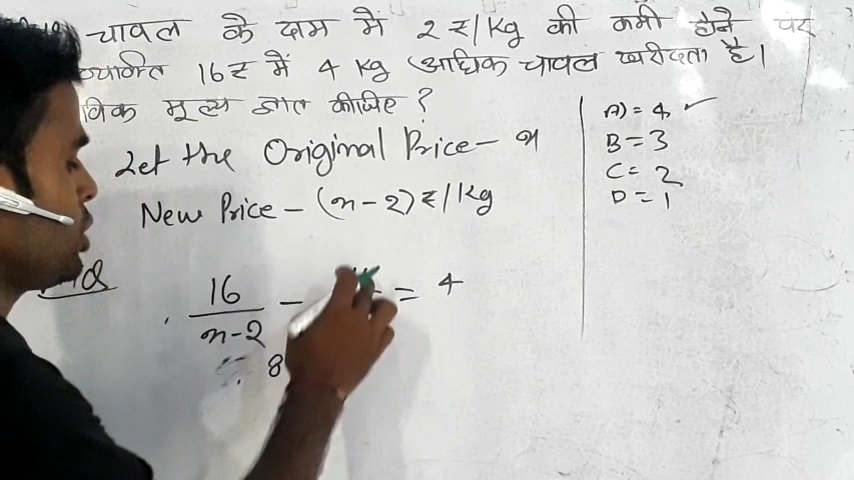 चावल के दाम में 2 ₹/Kg की कमी होने पर
16₹ में 4 Kg अधिक चावल खरीदता है।
मूल्य ज्ञात कीजिए ?
A) = 4 ✓
B = 3
C = 2
D = 1
Let the Original Price - x
New Price - (x-2) ₹/Kg
16/(x-2) - = 4
8